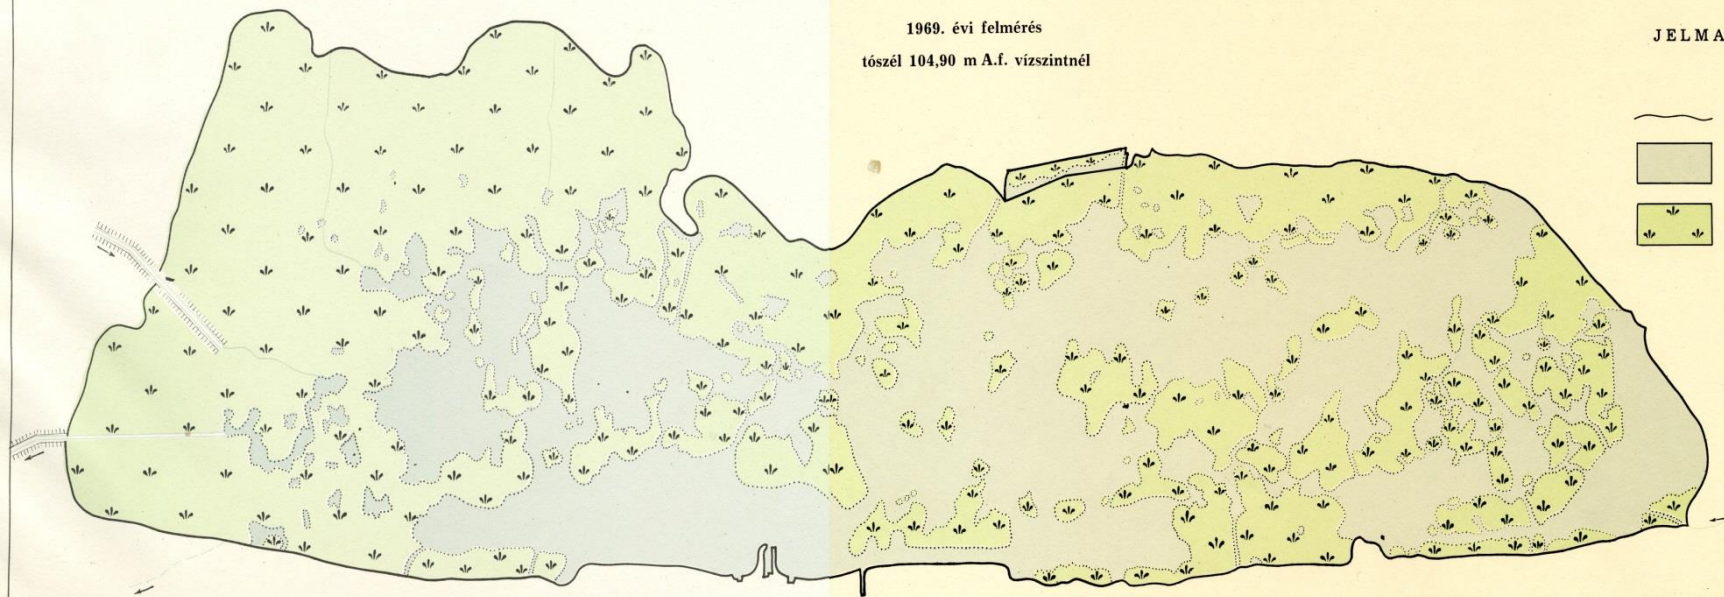 1969. évi felmérés
tószél 104,90 m A.f. vízszintnél
JELMA